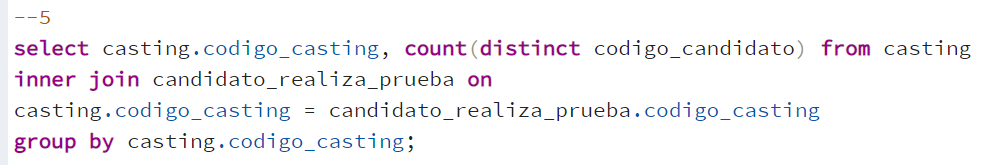 --5
select casting.codigo_casting, count(distinct codigo_candidato) from casting
inner join candidato_realiza_prueba on
casting.codigo_casting = candidato_realiza_prueba.codigo_casting
group by casting.codigo_casting;